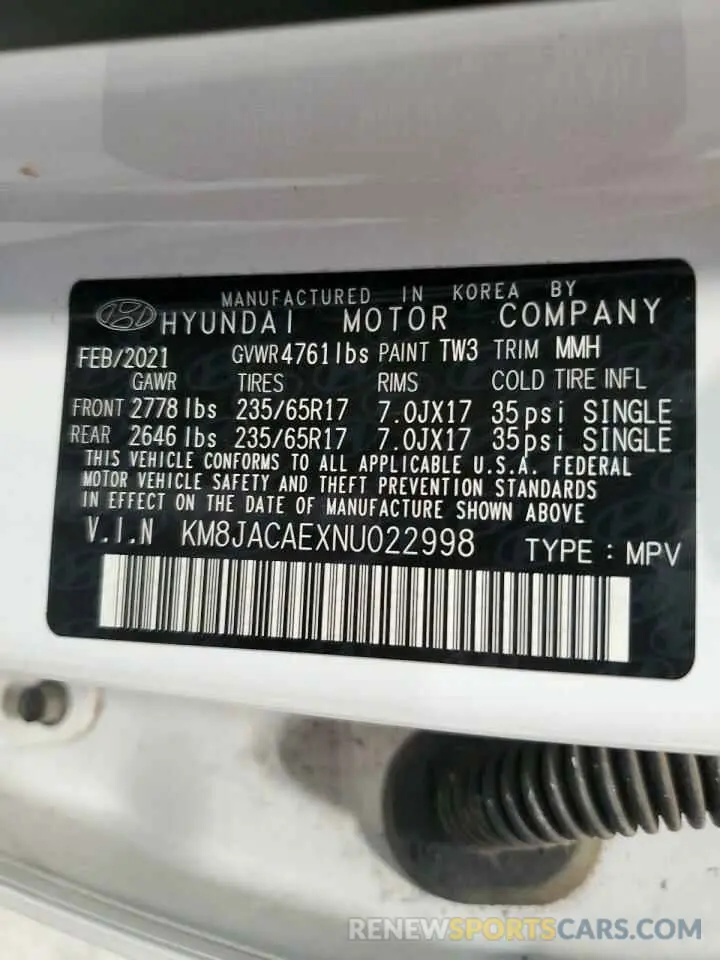 MANUFACTURED IN KOREA BY
HYUNDAI MOTOR COMPANY
FEB/2021 GVWR 4761lbs PAINT TW3 TRIM MMH
GAWR TIRES RIMS COLD TIRE INFL
FRONT 2778 lbs 235/65R17 7.0JX17 35psi SINGLE
REAR 2646 lbs 235/65R17 7.0JX17 35psi SINGLE
THIS VEHICLE CONFORMS TO ALL APPLICABLE U.S.A. FEDERAL
MOTOR VEHICLE SAFETY AND THEFT PREVENTION STANDARDS
IN EFFECT ON THE DATE OF MANUFACTURE SHOWN ABOVE
V.I.N KM8JACAEXNU022998 TYPE : MPV
RENEWSPORTSCARS.COM